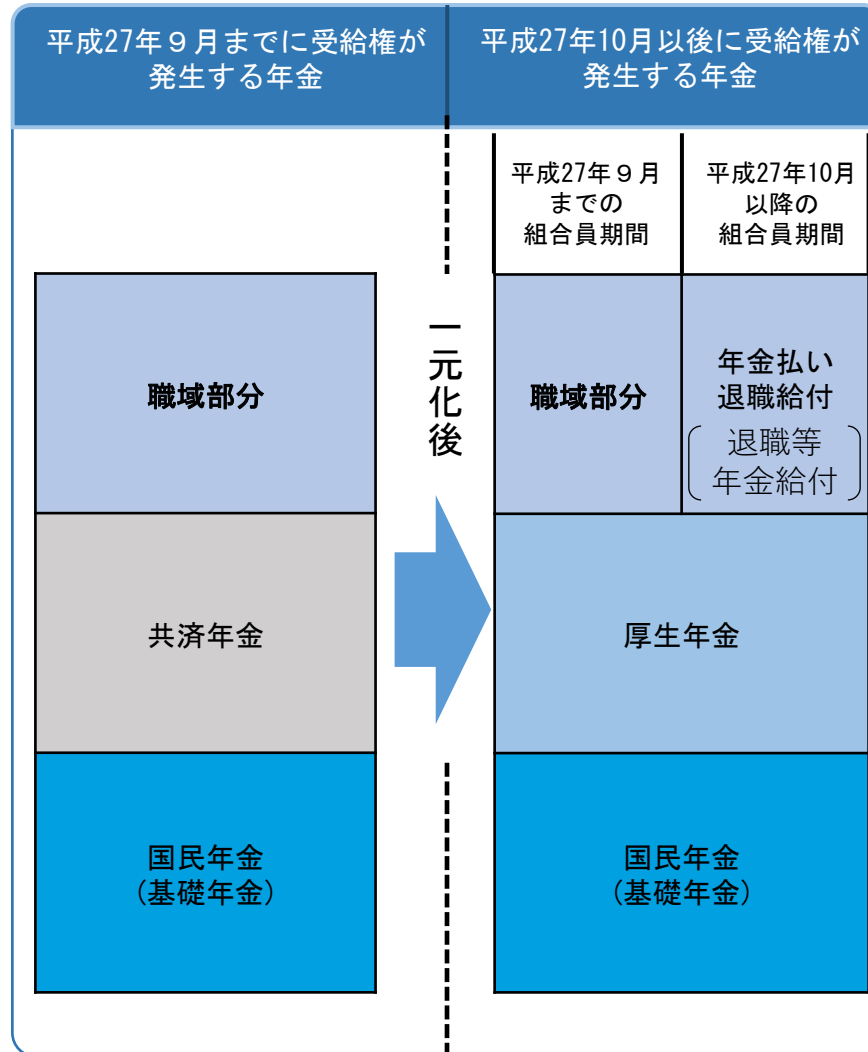 平成27年９月までに受給権が
発生する年金
平成27年10月以後に受給権が
発生する年金
平成27年９月
までの
組合員期間
平成27年10月
以降の
組合員期間
職域部分
共済年金
国民年金
(基礎年金)
一元化後
職域部分
年金払い
退職給付
退職等
年金給付
厚生年金
国民年金
(基礎年金)